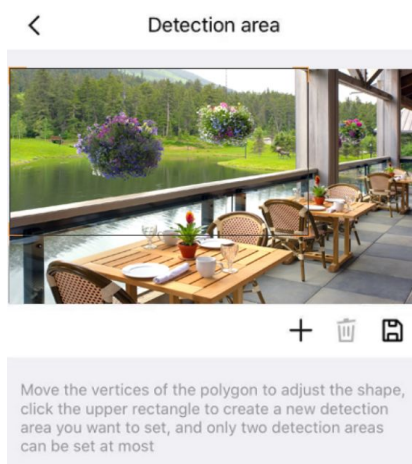 Detection area
Move the vertices of the polygon to adjust the shape,
click the upper rectangle to create a new detection
area you want to set, and only two detection areas
can be set at most